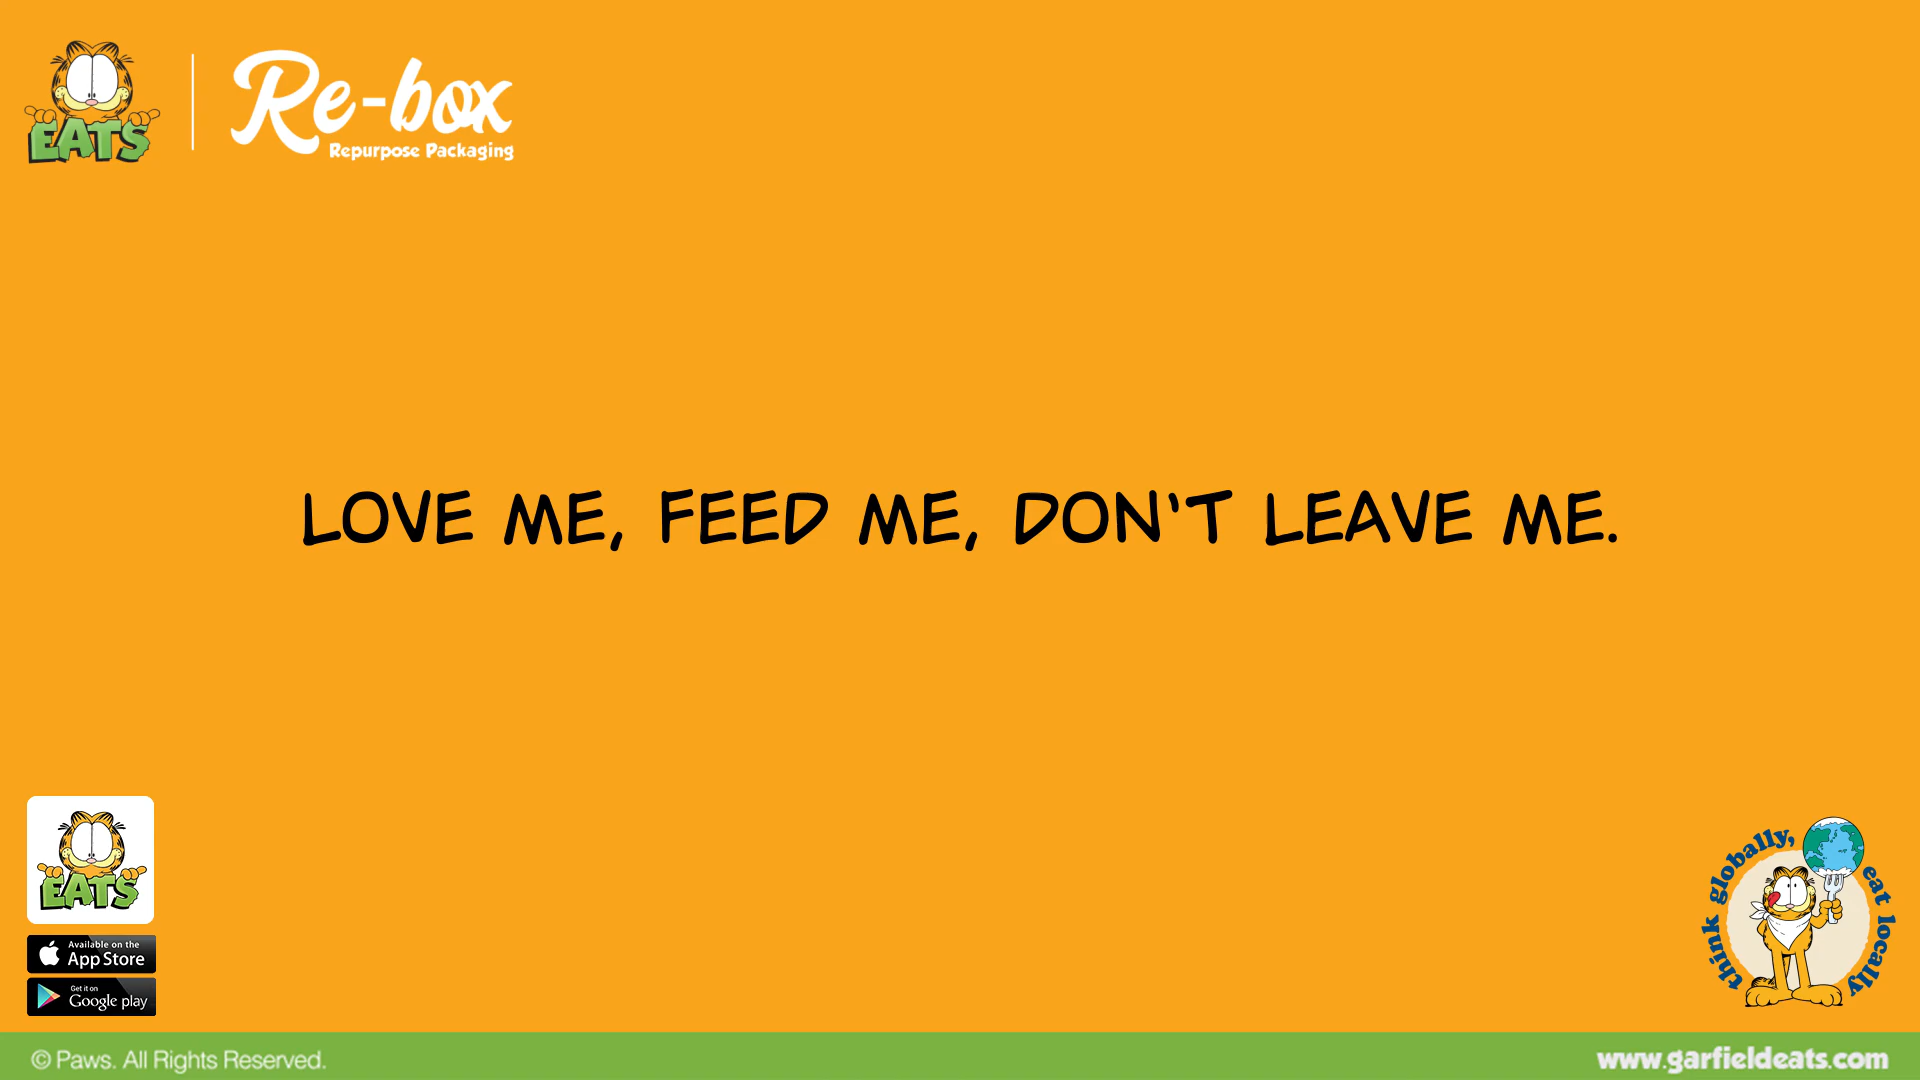 EATS
Re-box
Repurpose Packaging
LOVE ME, FEED ME, DON'T LEAVE ME.
EATS
Available on the
App Store
Get it on
Google play
think globally, eat locally
© Paws. All Rights Reserved.
www.garfieldeats.com